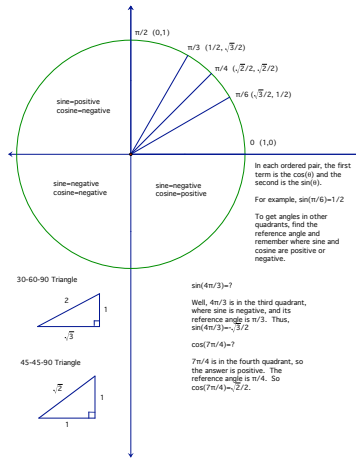 π/2 (0,1)
π/3 (1/2, √3/2)
π/4 (√2/2, √2/2)
π/6 (√3/2, 1/2)
sine=positive
cosine=negative
0 (1,0)
In each ordered pair, the first
term is the cos(θ) and the
second is the sin(θ).
sine=negative
cosine=negative
sine=negative
cosine=positive
For example, sin(π/6)=1/2
To get angles in other
quadrants, find the
reference angle and
remember where sine and
cosine are positive or
negative.
30-60-90 Triangle
2
1
√3
45-45-90 Triangle
√2
1
1
sin(4π/3)=?
Well, 4π/3 is in the third quadrant,
where sine is negative, and its
reference angle is π/3. Thus,
sin(4π/3)=-√3/2
cos(7π/4)=?
7π/4 is in the fourth quadrant, so
the answer is positive. The
reference angle is π/4. So
cos(7π/4)=√2/2.